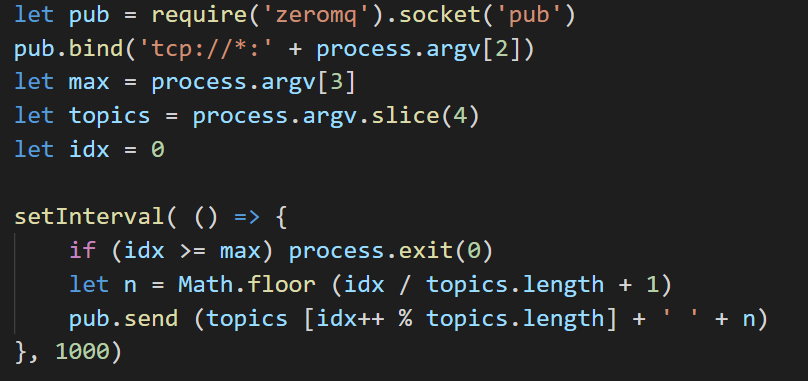 let pub = require('zeromq').socket('pub')
pub.bind('tcp://*:' + process.argv[2])
let max = process.argv[3]
let topics = process.argv.slice(4)
let idx = 0

setInterval( () => {
    if (idx >= max) process.exit(0)
    let n = Math.floor (idx / topics.length + 1)
    pub.send (topics [idx++ % topics.length] + ' ' + n)
}, 1000)